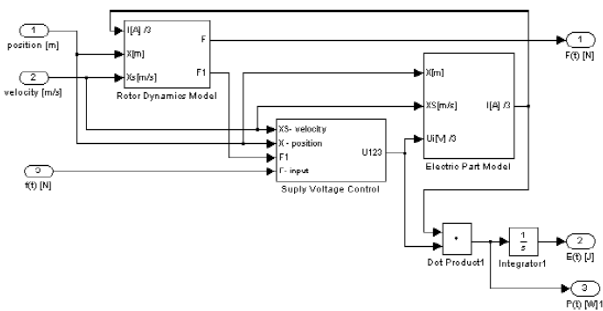 1
position [m]
2
velocity [m/s]
I[A] /3
X[m]
Xs[m/s]
F
F1
Rotor Dynamics Model
1
F(t) [N]
X[m]
XS[m/s]
Ui[V] /3
I[A] /3
Electric Part Model
XS- velocity
X - position
F1
F- input
U123
Suply Voltage Control
3
f(t) [N]
Dot Product1
1
s
Integrator1
2
E(t) [J]
3
P(t) [W]1